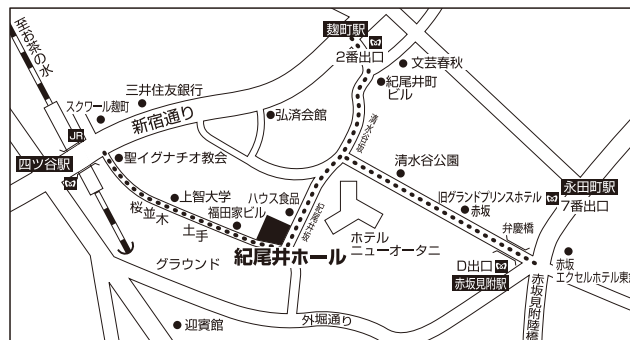 至お茶の水
麹町駅
2番出口
文芸春秋
紀尾井町
ビル
三井住友銀行
スクワール麹町
新宿通り
弘済会館
清水谷坂
JR
四ツ谷駅
聖イグナチオ教会
清水谷公園
永田町駅
7番出口
上智大学
ハウス食品
福田家ビル
旧グランドプリンスホテル
赤坂
桜並木
土手
紀尾井坂
弁慶橋
ホテル
ニューオータニ
紀尾井ホール
グラウンド
D出口
赤坂見附駅
赤坂
エクセルホテル東急
迎賓館
外堀通り
赤坂見附陸橋